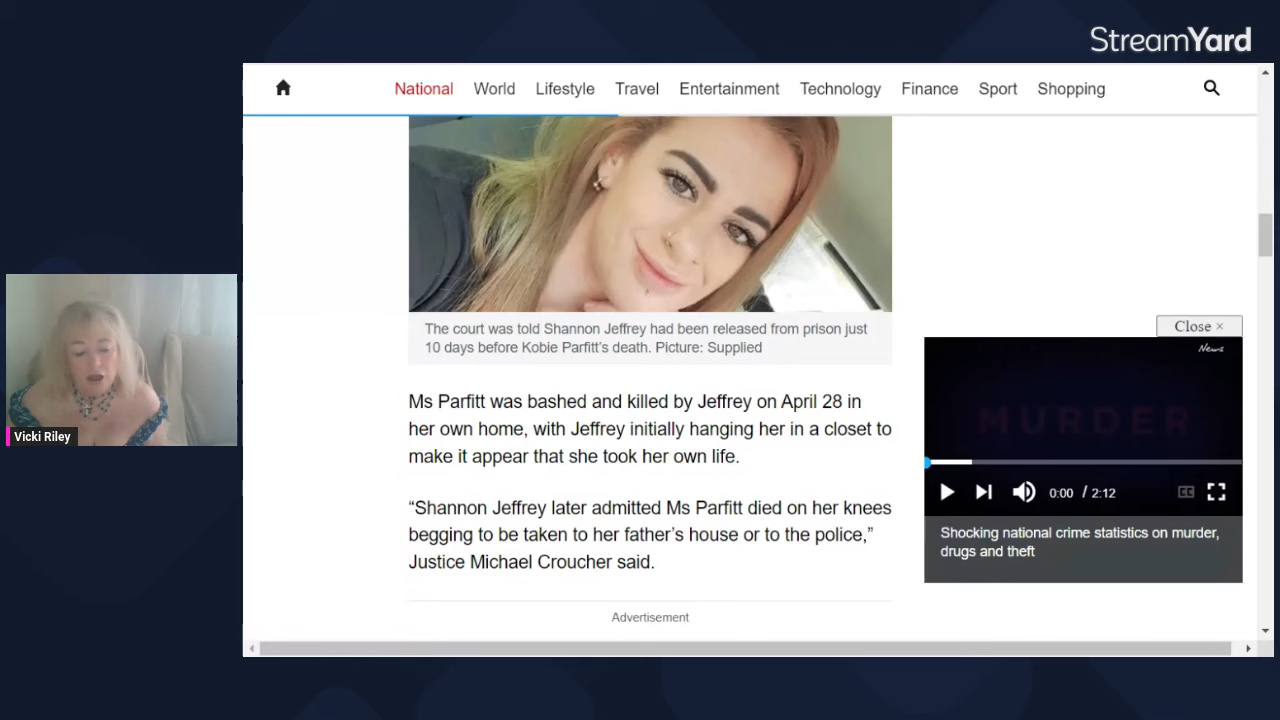 StreamYard
National World Lifestyle Travel Entertainment Technology Finance Sport Shopping
The court was told Shannon Jeffrey had been released from prison just
10 days before Kobie Parfitt’s death. Picture: Supplied
Ms Parfitt was bashed and killed by Jeffrey on April 28 in
her own home, with Jeffrey initially hanging her in a closet to
make it appear that she took her own life.
“Shannon Jeffrey later admitted Ms Parfitt died on her knees
begging to be taken to her father’s house or to the police,”
Justice Michael Croucher said.
Advertisement
Close ×
News
MURDER
0:00 / 2:12
CC
Shocking national crime statistics on murder,
drugs and theft
Vicki Riley